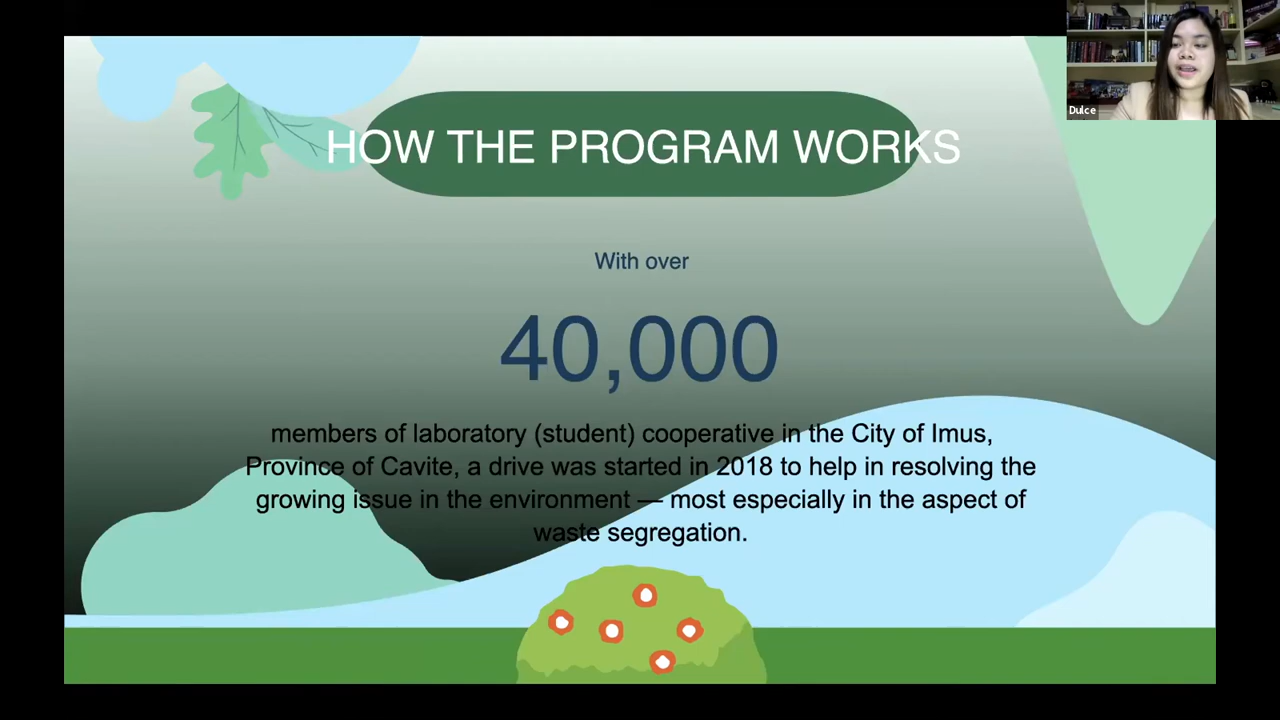 HOW THE PROGRAM WORKS
Dulce
With over
40,000
members of laboratory (student) cooperative in the City of Imus,
Province of Cavite, a drive was started in 2018 to help in resolving the
growing issue in the environment — most especially in the aspect of
waste segregation.